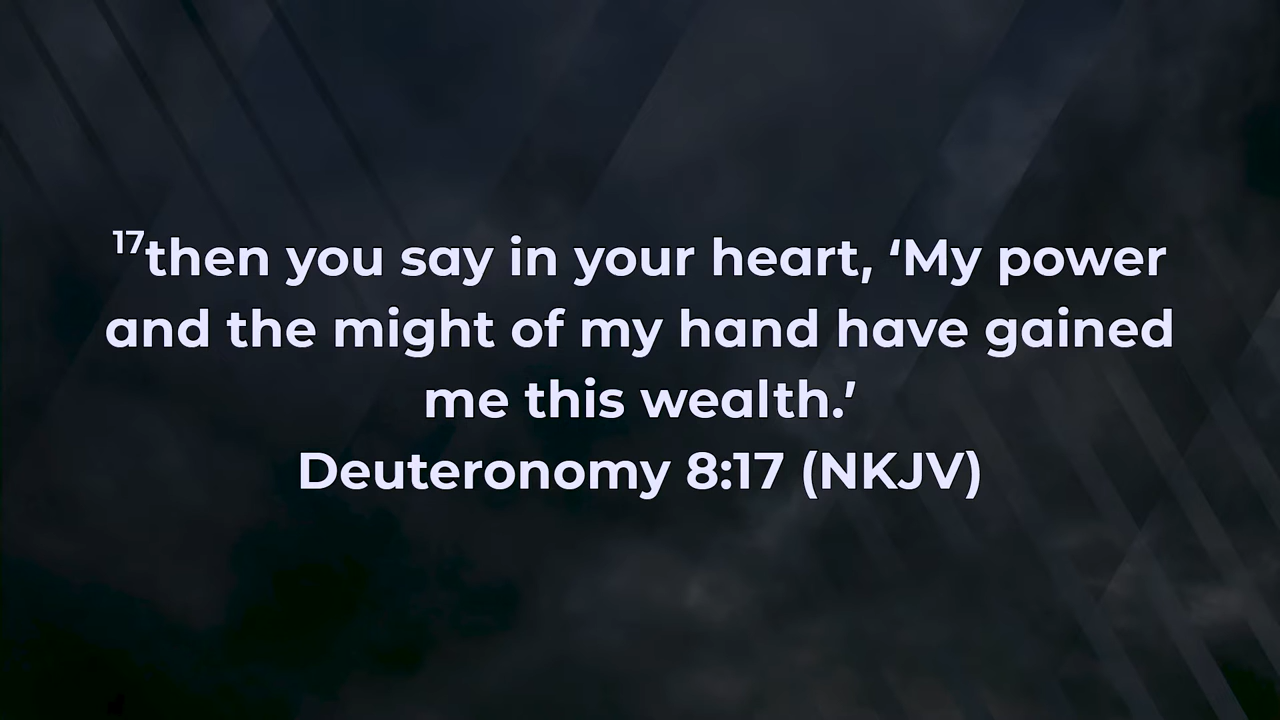 17then you say in your heart, ‘My power
and the might of my hand have gained
me this wealth.’
Deuteronomy 8:17 (NKJV)